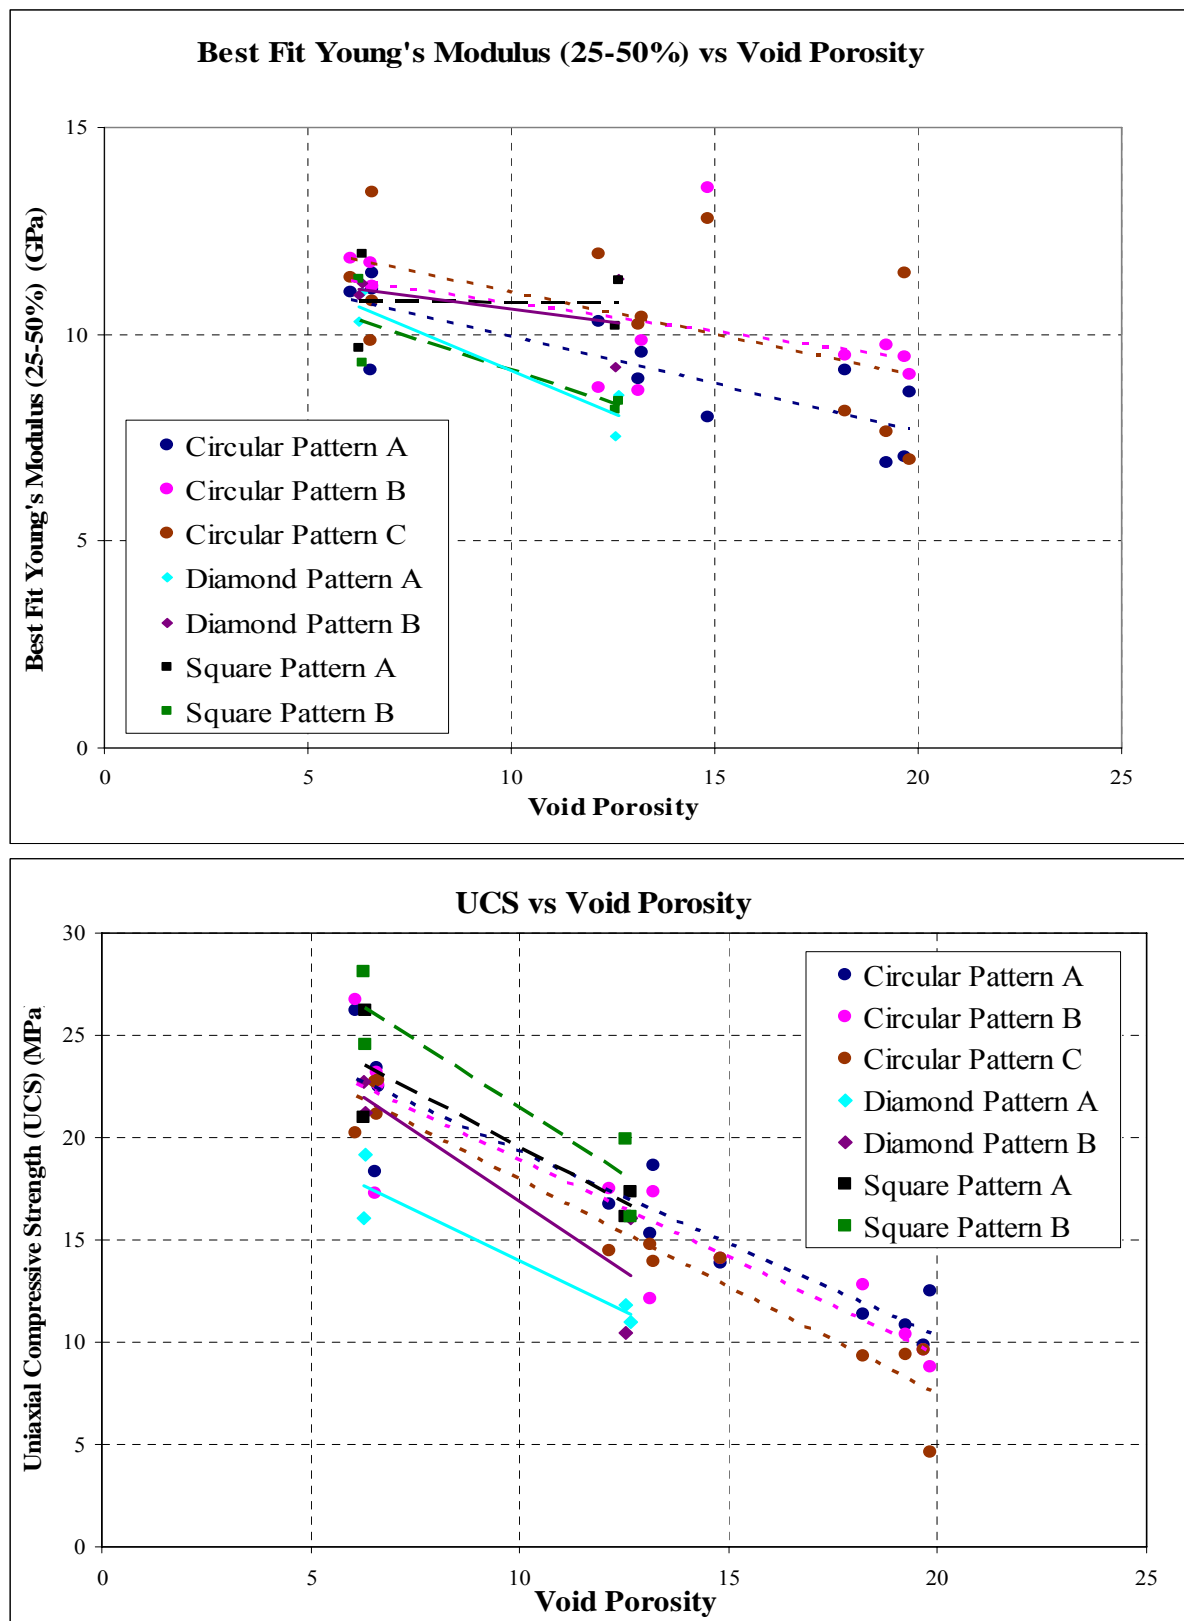 Best Fit Young's Modulus (25-50%) vs Void Porosity
Best Fit Young's Modulus (25--50%) (GPa)
15
10
5
0
Circular Pattern A
Circular Pattern B
Circular Pattern C
Diamond Pattern A
Diamond Pattern B
Square Pattern A
Square Pattern B
0 5 10 15 20 25
Void Porosity
UCS vs Void Porosity
Uniaxial Compressive Strength (UCS) (MPa
30
25
20
15
10
5
0
Circular Pattern A
Circular Pattern B
Circular Pattern C
Diamond Pattern A
Diamond Pattern B
Square Pattern A
Square Pattern B
0 5 10 15 20 25
Void Porosity